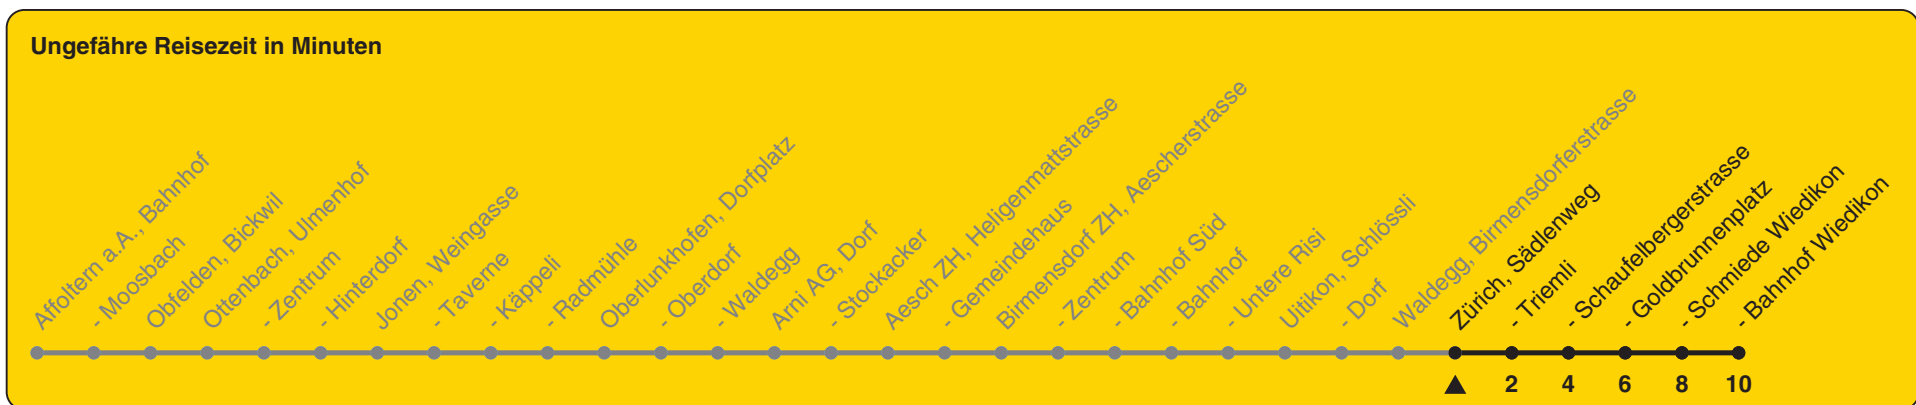 Ungefähre Reisezeit in Minuten
Affoltern a.A., Bahnhof
- Moosbach
Obfelden, Bickwil
Ottenbach, Ulmenhof
- Zentrum
- Hinterdorf
Jonen, Weingasse
- Taverne
- Käppeli
- Radmühle
Oberlunkhofen, Dorfplatz
- Oberdorf
- Waldegg
Arni AG, Dorf
- Stockacker
Aesch ZH, Heligenmattstrasse
- Gemeindehaus
Birmensdorf ZH, Aescherstrasse
- Zentrum
- Bahnhof Süd
- Bahnhof
- Untere Risi
Uitikon, Schlössli
- Dorf
Waldegg, Birmensdorferstrasse
Zürich, Sädlenweg
- Triemli
- Schaufelbergerstrasse
- Goldbrunnenplatz
- Schmiede Wiedikon
- Bahnhof Wiedikon
2 4 6 8 10